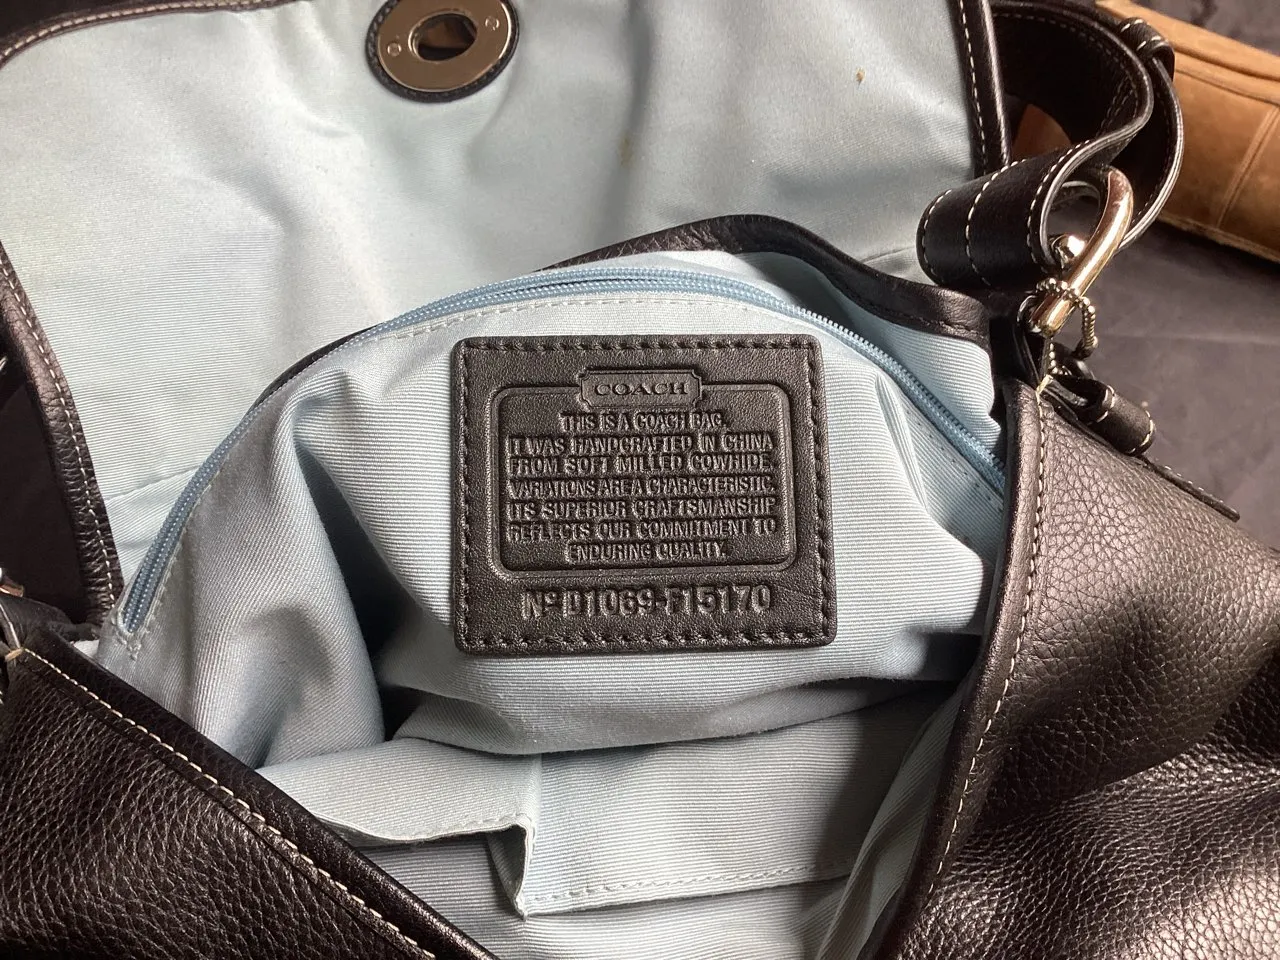 COACH
THIS IS A COACH BAG.
IT WAS HANDCRAFTED IN CHINA
FROM SOFT MILLED COWHIDE.
VARIATIONS ARE A CHARACTERISTIC
ITS SUPERIOR CRAFTSMANSHIP
REFLECTS OUR COMMITMENT TO
ENDURING QUALITY.
Nº D1069-F15170